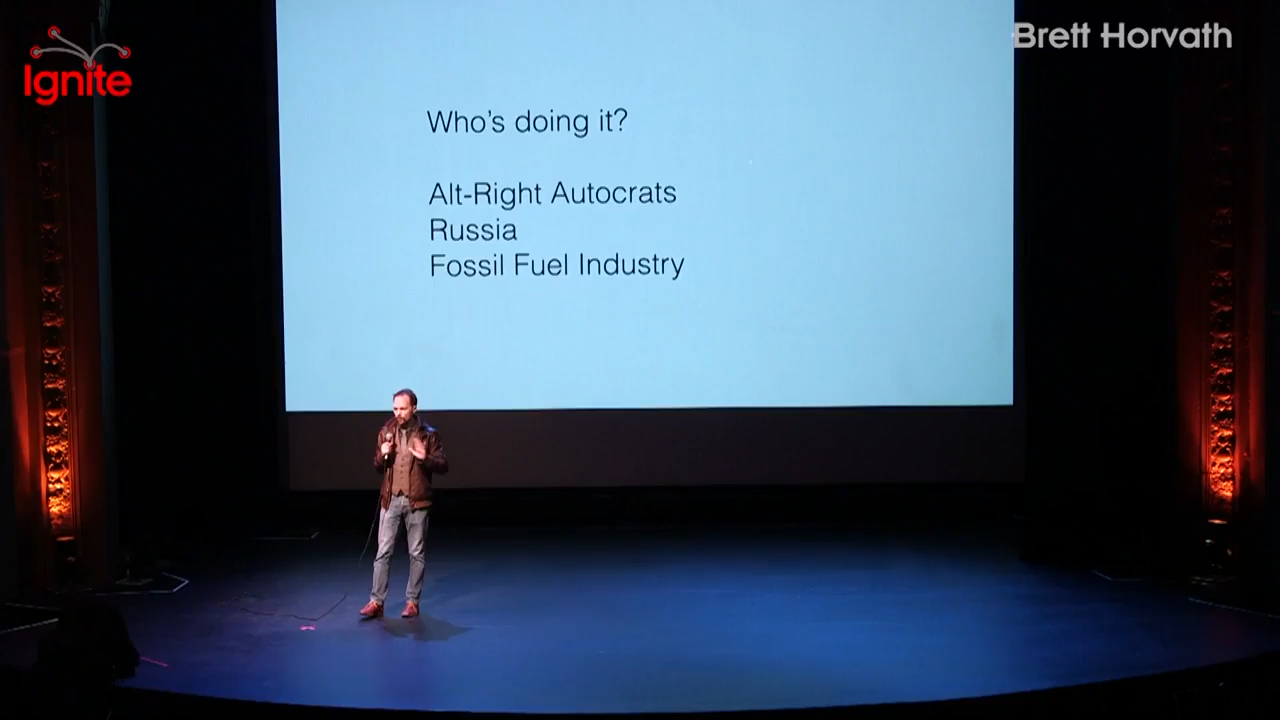 Ignite
Brett Horvath
Who's doing it?
Alt-Right Autocrats
Russia
Fossil Fuel Industry